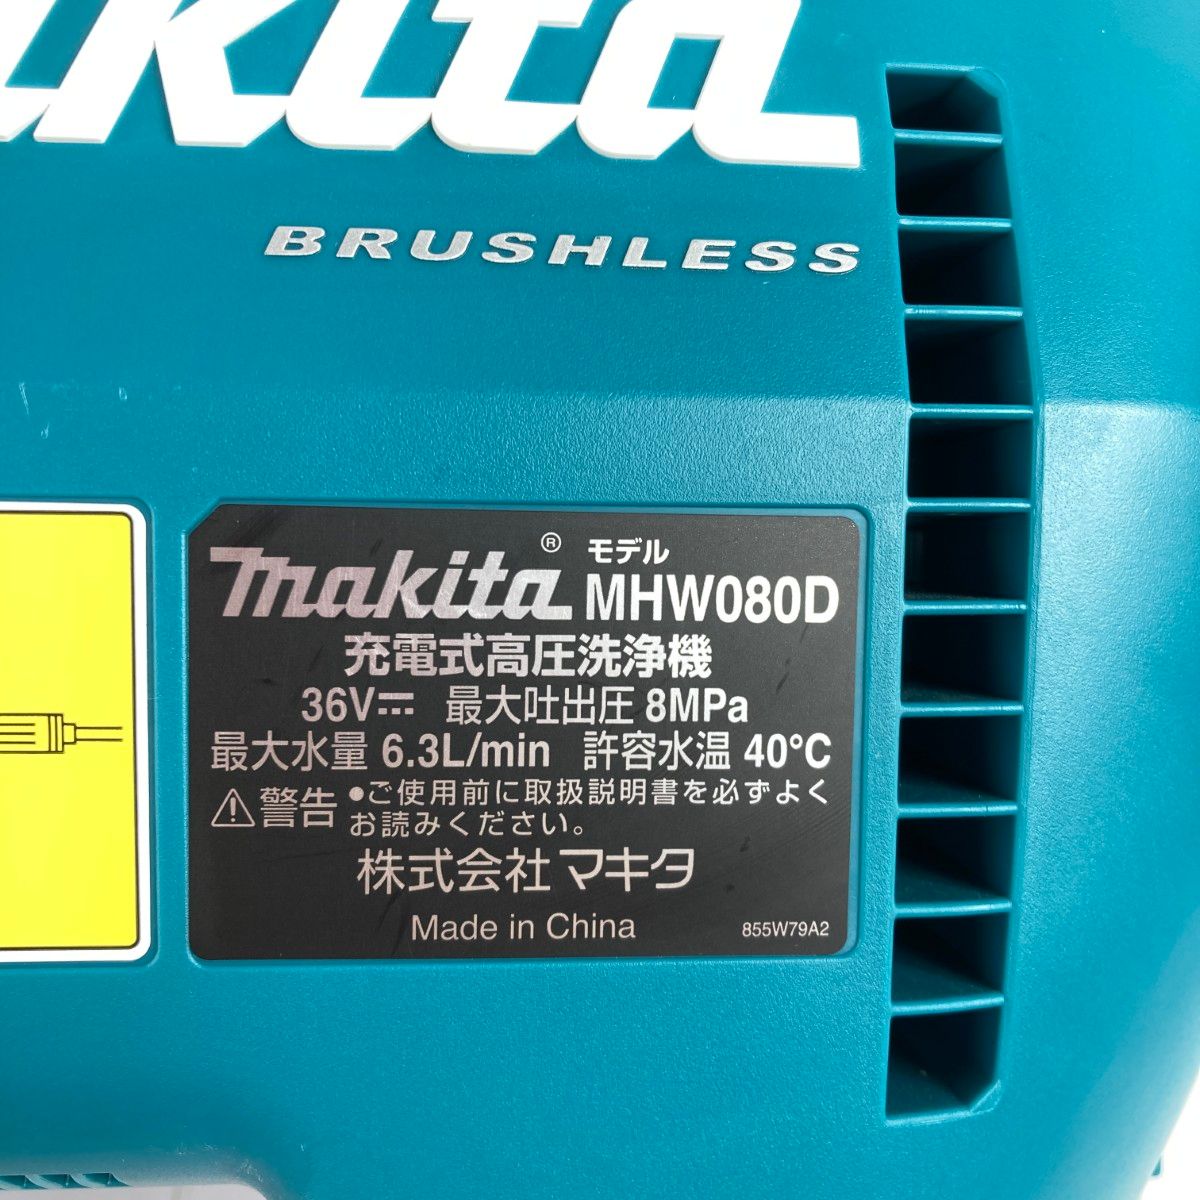 makita
BRUSHLESS
makita® モデル MHW080D
充電式高圧洗浄機
36V⎓ 最大吐出圧 8MPa
最大水量 6.3L/min 許容水温 40°C
⚠警告 ●ご使用前に取扱説明書を必ずよく
お読みください。
株式会社 マキタ
Made in China 855W79A2